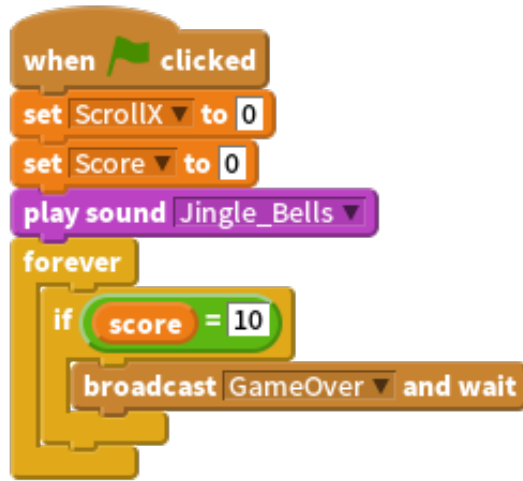 when clicked
set ScrollX to 0
set Score to 0
play sound Jingle_Bells
forever
if score = 10
broadcast GameOver and wait